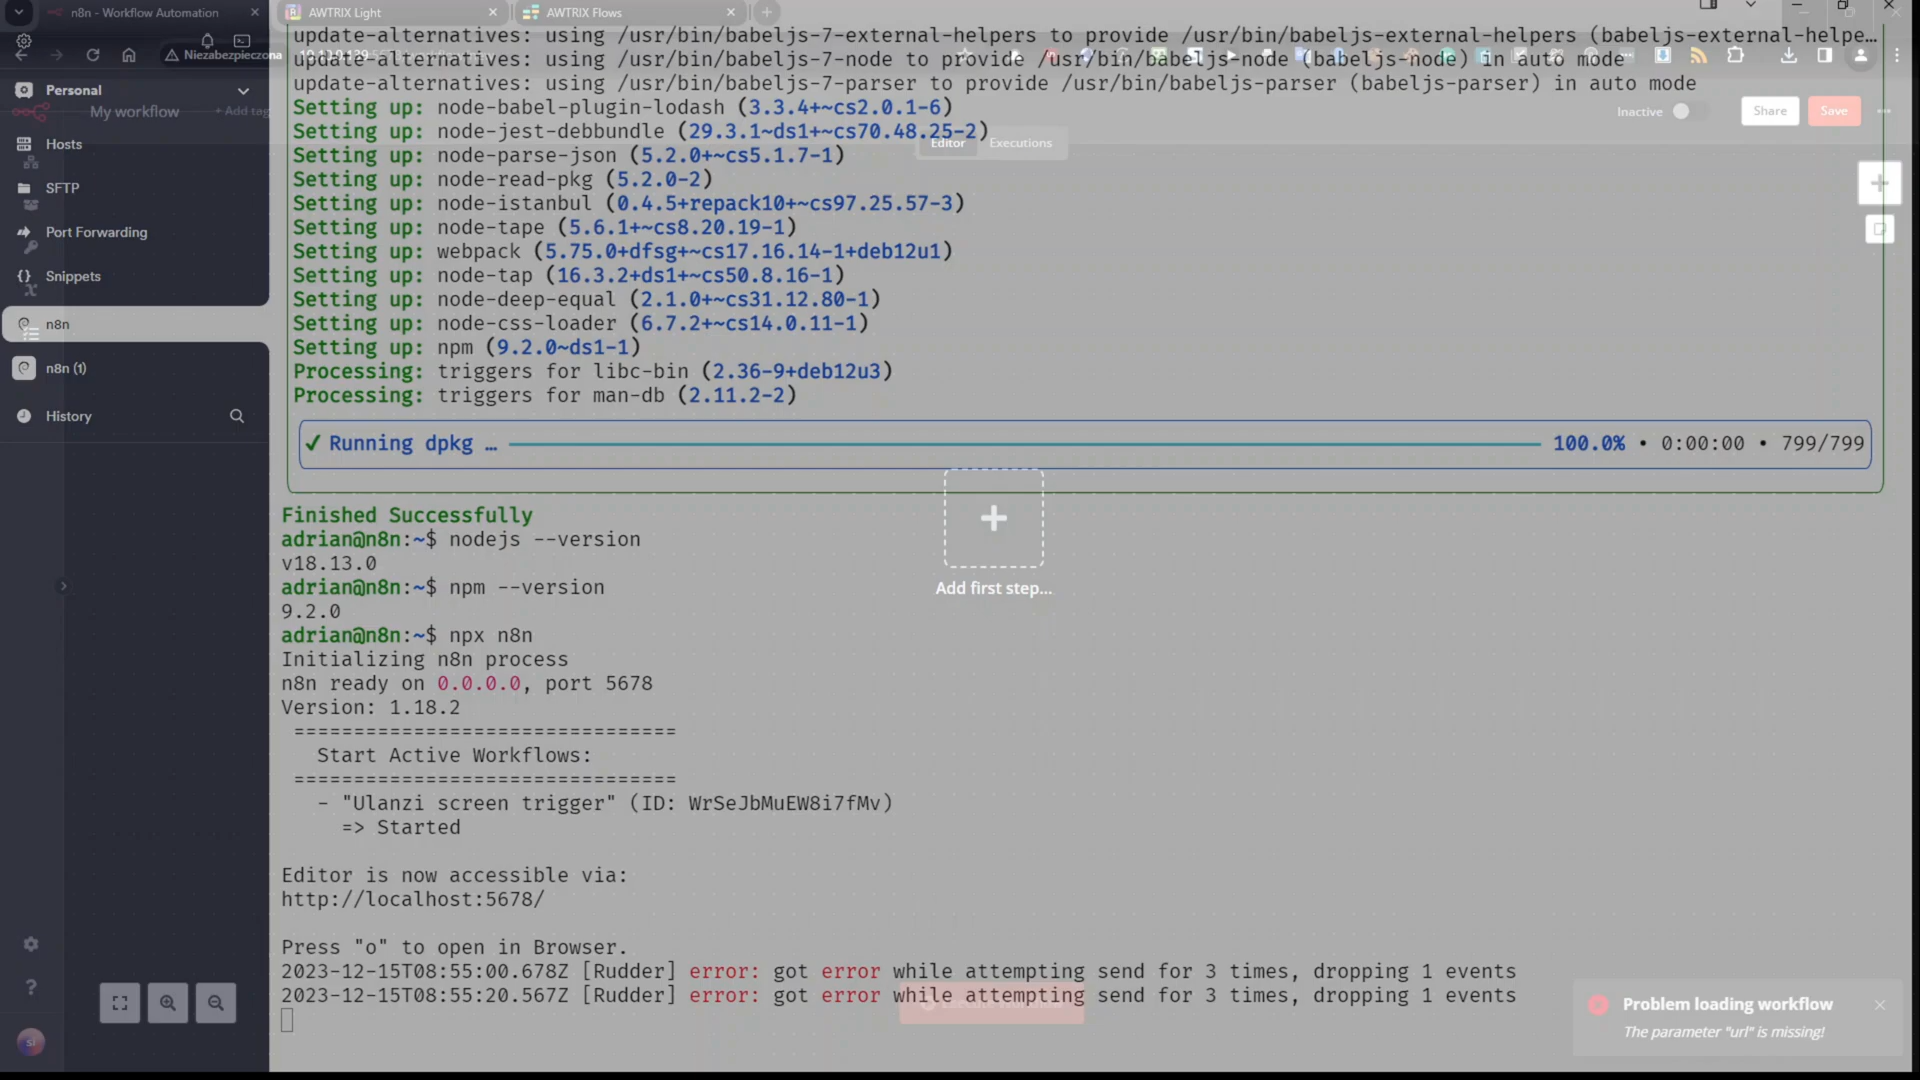 n8n - Workflow Automation
AWTRIX Light
AWTRIX Flows
update-alternatives: using /usr/bin/babeljs-7-external-helpers to provide /usr/bin/babeljs-external-helpers (babeljs-external-helpe…
Niezabezpieczona
update-alternatives: using /usr/bin/babeljs-7-node to provide /usr/bin/babeljs-node (babeljs-node) in auto mode
update-alternatives: using /usr/bin/babeljs-7-parser to provide /usr/bin/babeljs-parser (babeljs-parser) in auto mode
Personal
My workflow
+ Add tag
Inactive
Share
Save
Editor
Executions
Hosts
SFTP
Port Forwarding
Snippets
n8n
n8n (1)
History
Setting up: node-babel-plugin-lodash (3.3.4+~cs2.0.1-6)
Setting up: node-jest-debbundle (29.3.1~ds1+~cs70.48.25-2)
Setting up: node-parse-json (5.2.0+~cs5.1.7-1)
Setting up: node-read-pkg (5.2.0-2)
Setting up: node-istanbul (0.4.5+repack10+~cs97.25.57-3)
Setting up: node-tape (5.6.1+~cs8.20.19-1)
Setting up: webpack (5.75.0+dfsg+~cs17.16.14-1+deb12u1)
Setting up: node-tap (16.3.2+ds1+~cs50.8.16-1)
Setting up: node-deep-equal (2.1.0+~cs31.12.80-1)
Setting up: node-css-loader (6.7.2+~cs14.0.11-1)
Setting up: npm (9.2.0~ds1-1)
Processing: triggers for libc-bin (2.36-9+deb12u3)
Processing: triggers for man-db (2.11.2-2)
✓ Running dpkg … 100.0% • 0:00:00 • 799/799
Finished Successfully
adrian@n8n:~$ nodejs --version
v18.13.0
adrian@n8n:~$ npm --version
9.2.0
adrian@n8n:~$ npx n8n
Initializing n8n process
n8n ready on 0.0.0.0, port 5678
Version: 1.18.2
================================
Start Active Workflows:
================================
- "Ulanzi screen trigger" (ID: WrSeJbMuEW8i7fMv)
=> Started
Editor is now accessible via:
http://localhost:5678/
Press "o" to open in Browser.
2023-12-15T08:55:00.678Z [Rudder] error: got error while attempting send for 3 times, dropping 1 events
2023-12-15T08:55:20.567Z [Rudder] error: got error while attempting send for 3 times, dropping 1 events
Add first step…
si
Problem loading workflow
The parameter "url" is missing!